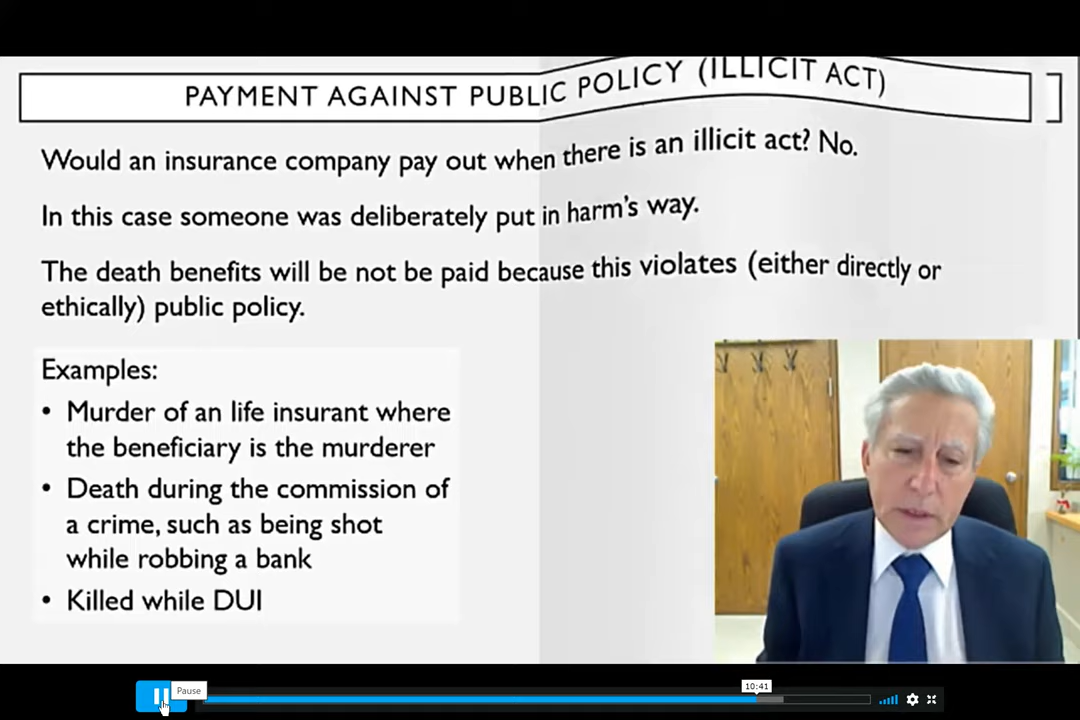 PAYMENT AGAINST PUBLIC POLICY (ILLICIT ACT)
Would an insurance company pay out when there is an illicit act? No.
In this case someone was deliberately put in harm's way.
The death benefits will be not be paid because this violates (either directly or
ethically) public policy.
Examples:
• Murder of an life insurant where
the beneficiary is the murderer
• Death during the commission of
a crime, such as being shot
while robbing a bank
• Killed while DUI
10:41
Pause